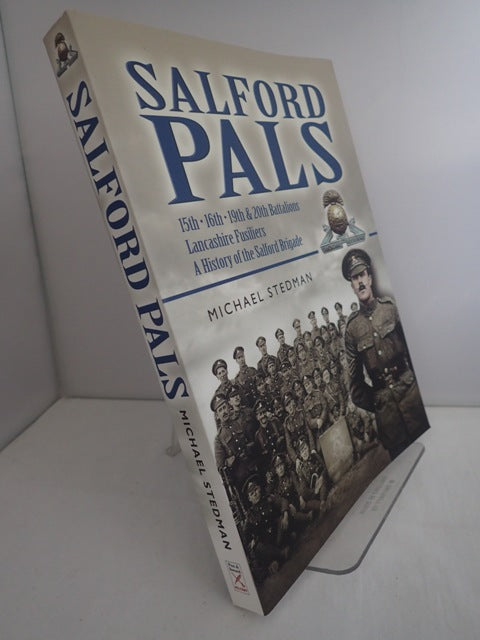 SALFORD
PALS
15th • 16th • 19th & 20th Battalions
Lancashire Fusiliers
A History of the Salford Brigade
MICHAEL STEDMAN
SALFORD PALS
MICHAEL STEDMAN